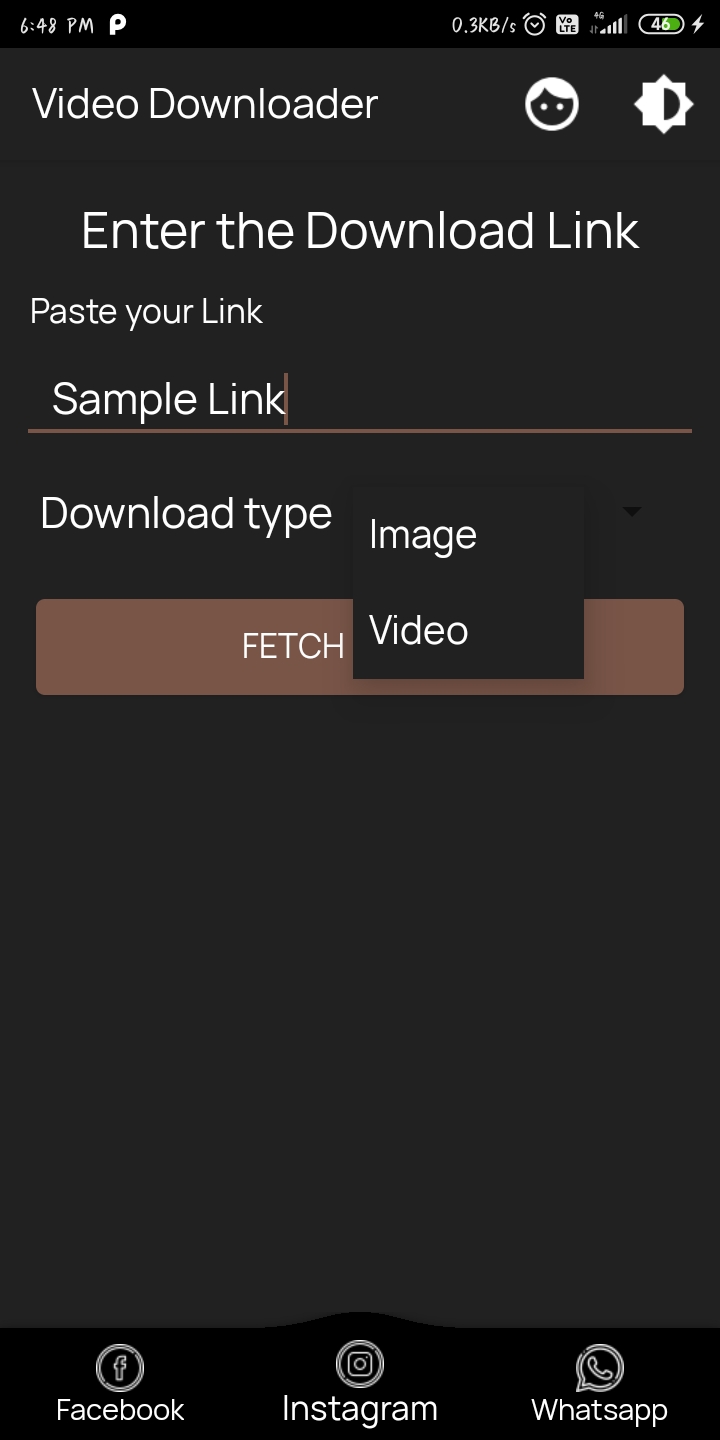 6:48 PM 0.3KB/s Vo LTE 4G 46
Video Downloader
Enter the Download Link
Paste your Link
Sample Link
Download type
Image
Video
FETCH
Facebook Instagram Whatsapp